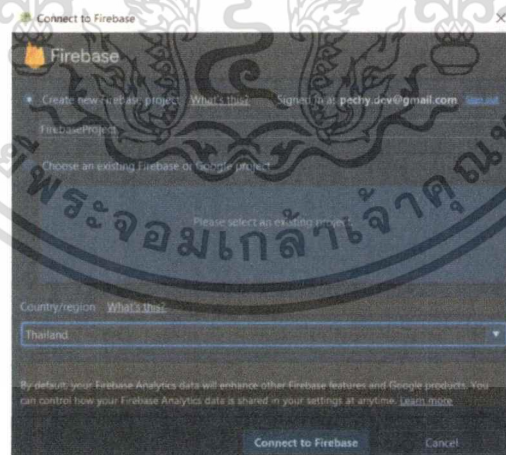 Connect to Firebase
Firebase
Create new Firebase project What's this? Signed in as pechy.dev@gmail.com Sign out
FirebaseProject
Choose an existing Firebase or Google project
Please select an existing project.
พระจอมเกล้าเจ้าคุณ
Country/region What's this?
Thailand
By default, your Firebase Analytics data will enhance other Firebase features and Google products. You
can control how your Firebase Analytics data is shared in your settings at anytime. Learn more
Connect to Firebase Cancel